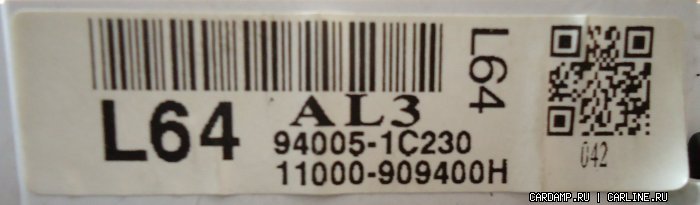 AL3
L64
L64
94005-1C230
11000-909400H
042
CARDAMP.RU | CARLINE.RU